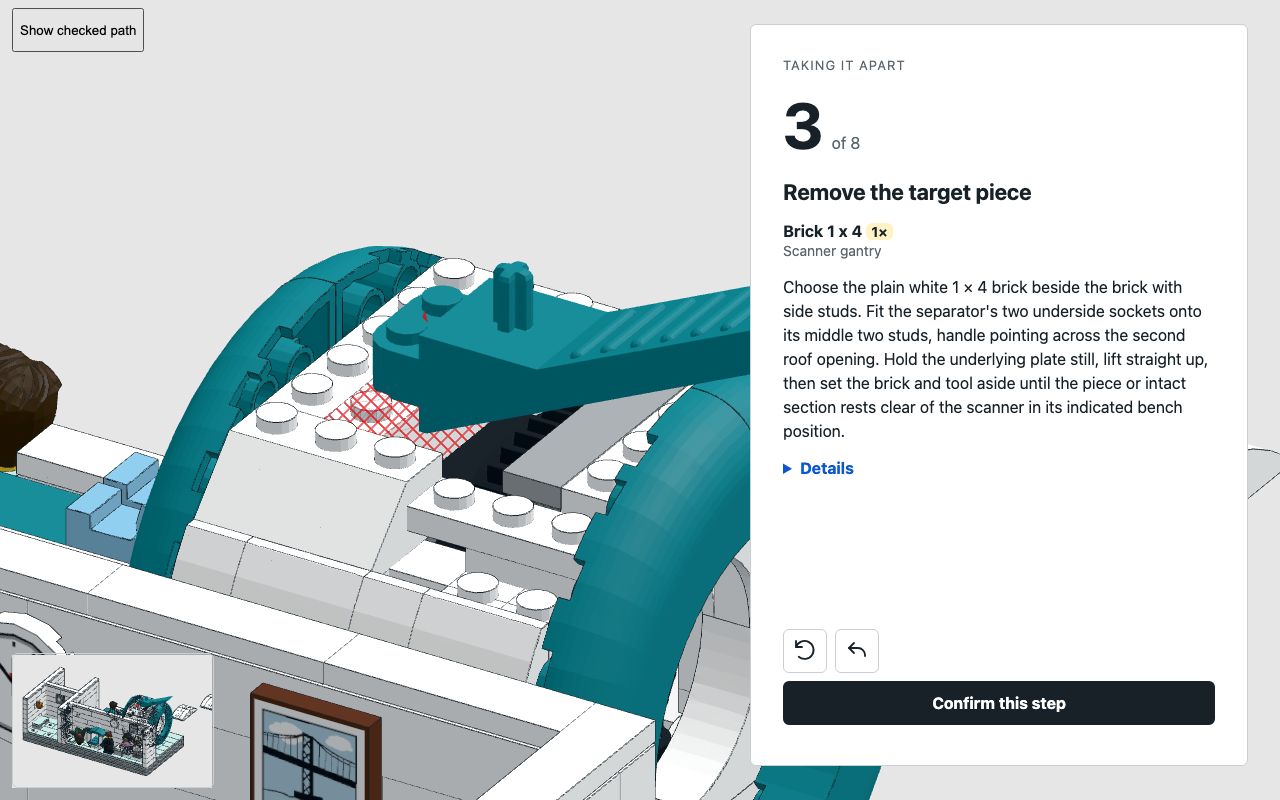 Show checked path
TAKING IT APART
3 of 8
Remove the target piece
Brick 1 x 4 1×
Scanner gantry
Choose the plain white 1 × 4 brick beside the brick with
side studs. Fit the separator's two underside sockets onto
its middle two studs, handle pointing across the second
roof opening. Hold the underlying plate still, lift straight up,
then set the brick and tool aside until the piece or intact
section rests clear of the scanner in its indicated bench
position.
Details
Confirm this step